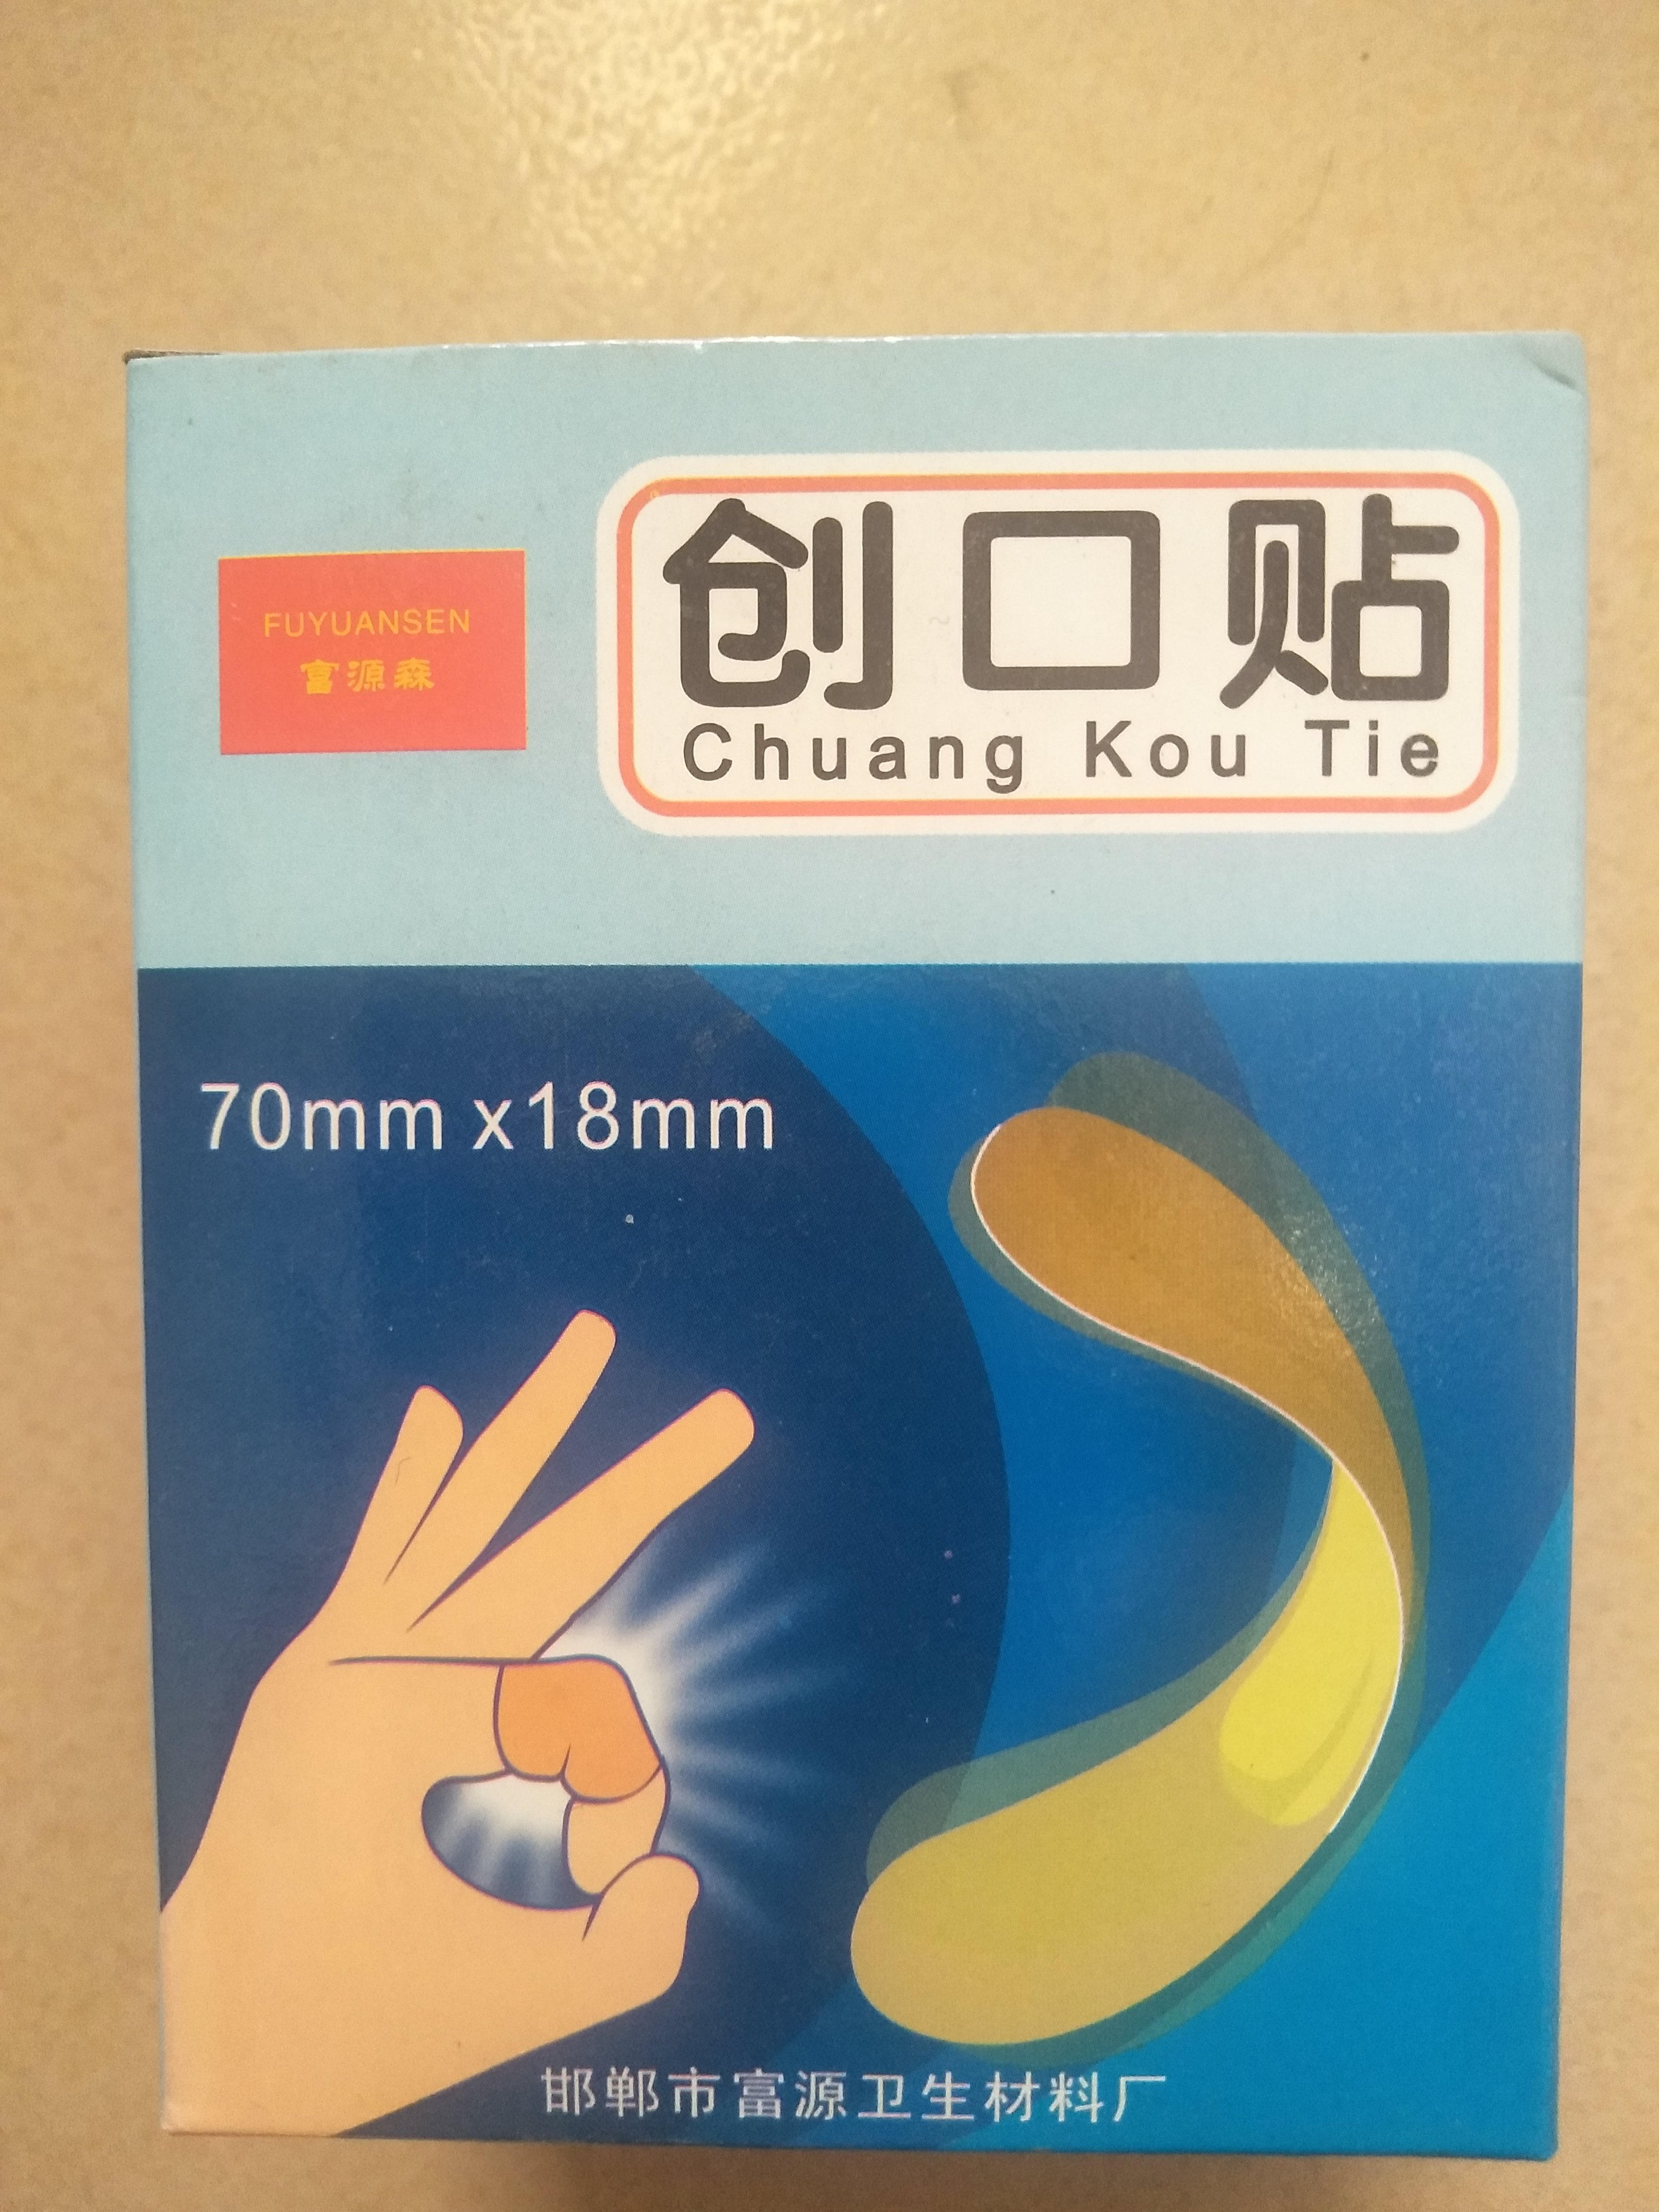 FUYUANSEN
富源森
创口贴
Chuang Kou Tie
70mm x18mm
邯郸市富源卫生材料厂